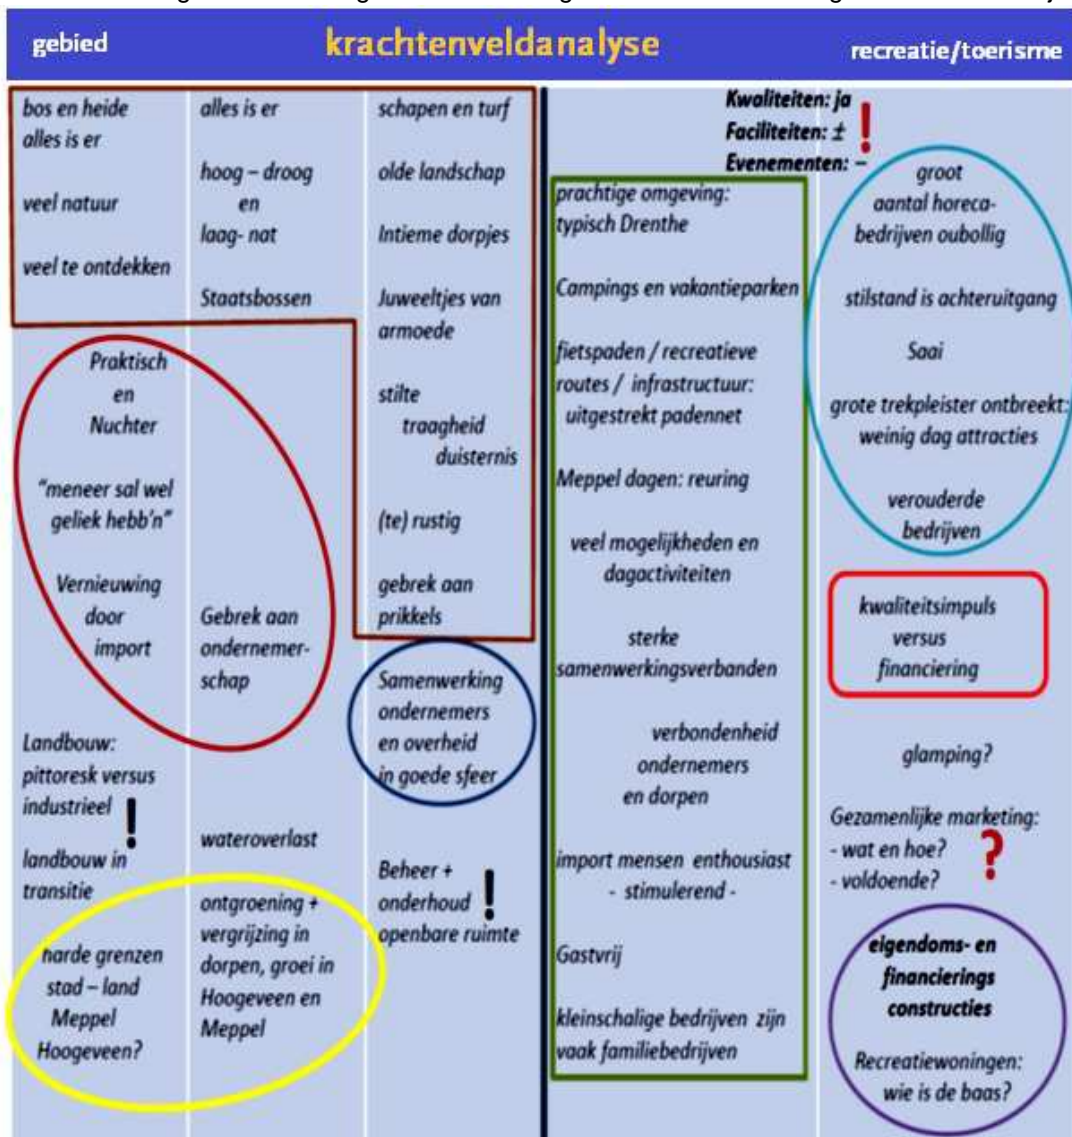 gebied
krachtenveldanalyse
recreatie/toerisme
bos en heide
alles is er
veel natuur
veel te ontdekken
Praktisch
en
Nuchter
“meneer sal wel
geliek hebb’n”
Vernieuwing
door
import
Landbouw:
pittoresk versus
industrieel !
landbouw in
transitie
harde grenzen
stad – land
Meppel
Hoogeveen?
alles is er
hoog – droog
en
laag- nat
Staatsbossen
Gebrek aan
ondernemer-
schap
wateroverlast
ontgroening +
vergrijzing in
dorpen, groei in
Hoogeveen en
Meppel
schapen en turf
olde landschap
Intieme dorpjes
Juweeltjes van
armoede
stilte
traagheid
duisternis
(te) rustig
gebrek aan
prikkels
Samenwerking
ondernemers
en overheid
in goede sfeer
Beheer +
onderhoud !
openbare ruimte
Kwaliteiten: ja
Faciliteiten: ± !
Evenementen: –
prachtige omgeving:
typisch Drenthe
Campings en vakantieparken
fietspaden / recreatieve
routes / infrastructuur:
uitgestrekt padennet
Meppel dagen: reuring
veel mogelijkheden en
dagactiviteiten
sterke
samenwerkingsverbanden
verbondenheid
ondernemers
en dorpen
import mensen enthousiast
- stimulerend -
Gastvrij
kleinschalige bedrijven zijn
vaak familiebedrijven
groot
aantal horeca-
bedrijven oubollig
stilstand is achteruitgang
Saai
grote trekpleister ontbreekt:
weinig dag attracties
verouderde
bedrijven
kwaliteitsimpuls
versus
financiering
glamping?
Gezamenlijke marketing:
- wat en hoe? ?
- voldoende?
eigendoms- en
financierings
constructies
Recreatiewoningen:
wie is de baas?